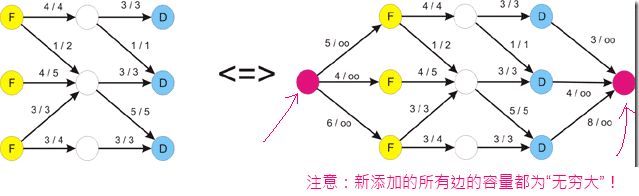 4 / 4 3 / 3
F D
1 / 2 1 / 1
4 / 5 3 / 3
F D
3 / 3 5 / 5
3 / 4 3 / 3
F D
<=>
4 / 4 3 / 3
F D
5 / oo 1 / 2 1 / 1 3 / oo
4 / oo 4 / 5 3 / 3 4 / oo
F D
6 / oo 3 / 3 5 / 5 8 / oo
3 / 4 3 / 3
F D
注意：新添加的所有边的容量都为“无穷大”！